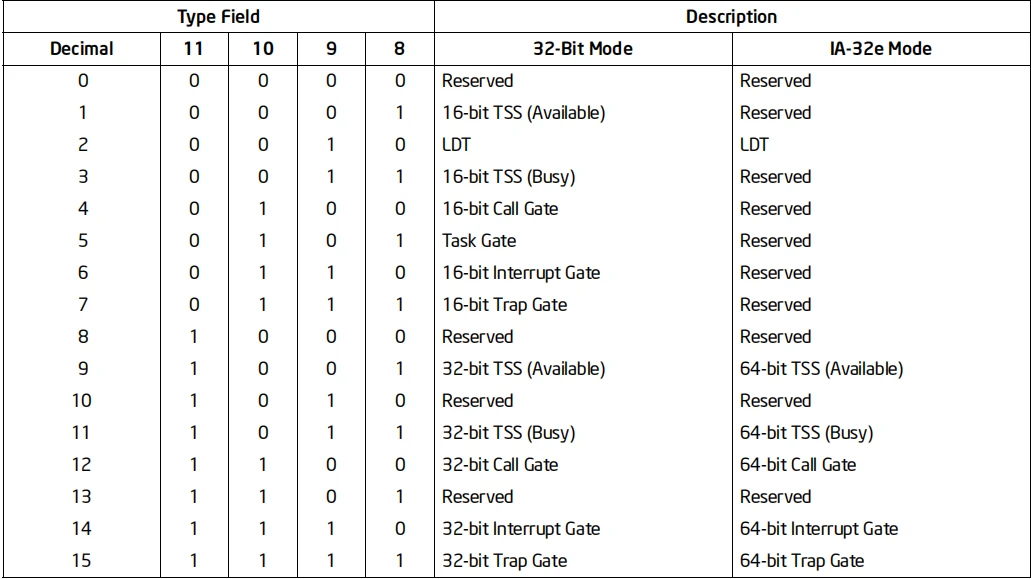 Type Field Description
Decimal 11 10 9 8 32-Bit Mode IA-32e Mode
0 0 0 0 0 Reserved Reserved
1 0 0 0 1 16-bit TSS (Available) Reserved
2 0 0 1 0 LDT LDT
3 0 0 1 1 16-bit TSS (Busy) Reserved
4 0 1 0 0 16-bit Call Gate Reserved
5 0 1 0 1 Task Gate Reserved
6 0 1 1 0 16-bit Interrupt Gate Reserved
7 0 1 1 1 16-bit Trap Gate Reserved
8 1 0 0 0 Reserved Reserved
9 1 0 0 1 32-bit TSS (Available) 64-bit TSS (Available)
10 1 0 1 0 Reserved Reserved
11 1 0 1 1 32-bit TSS (Busy) 64-bit TSS (Busy)
12 1 1 0 0 32-bit Call Gate 64-bit Call Gate
13 1 1 0 1 Reserved Reserved
14 1 1 1 0 32-bit Interrupt Gate 64-bit Interrupt Gate
15 1 1 1 1 32-bit Trap Gate 64-bit Trap Gate